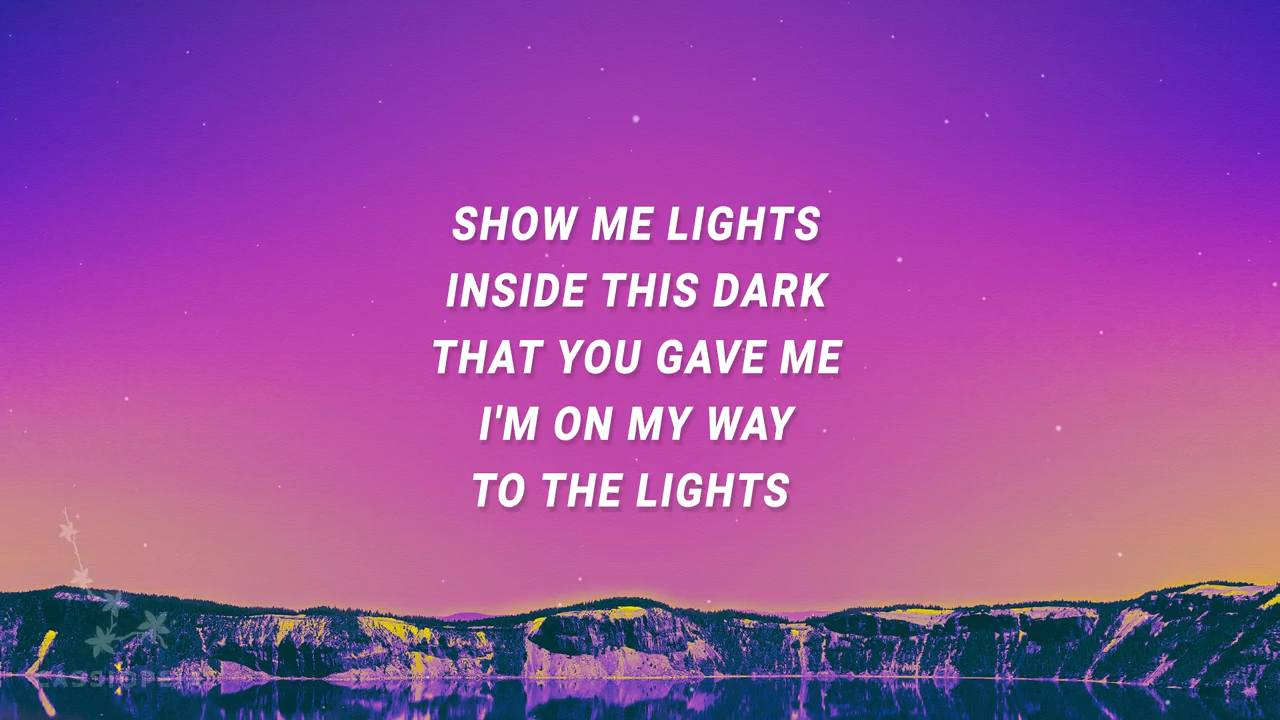 SHOW ME LIGHTS
INSIDE THIS DARK
THAT YOU GAVE ME
I'M ON MY WAY
TO THE LIGHTS